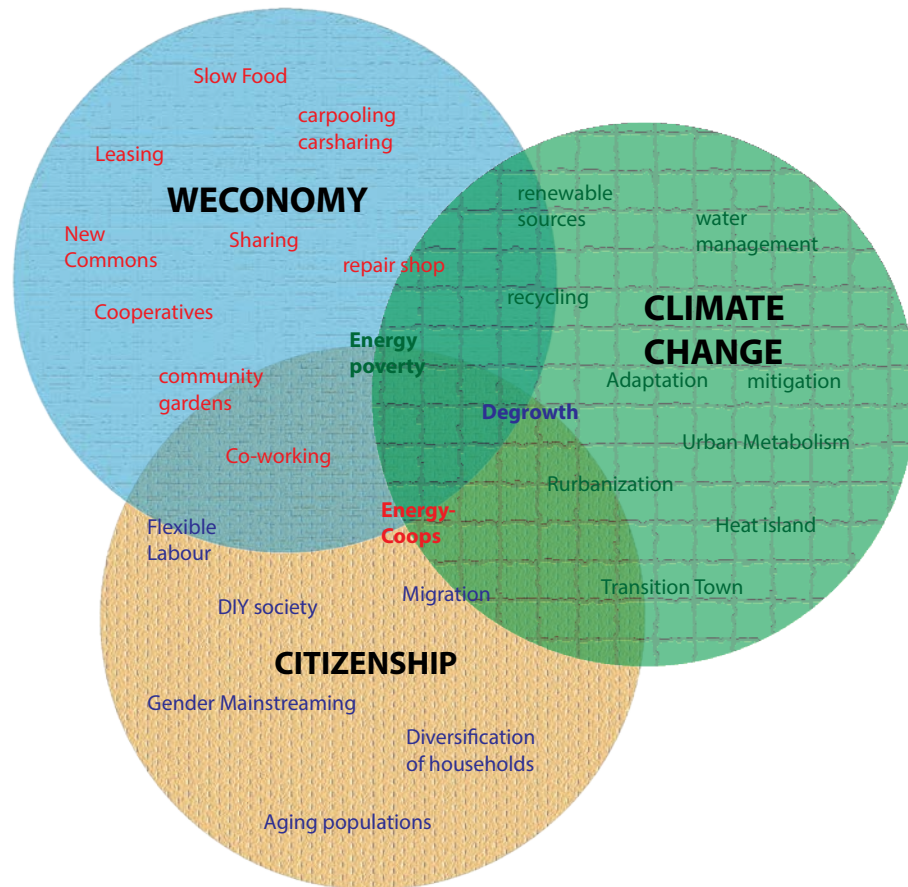 Slow Food
carpooling
carsharing
Leasing
WECONOMY
New
Commons
Sharing
repair shop
Cooperatives
community
gardens
Co-working
renewable
sources
water
management
recycling
CLIMATE
CHANGE
Energy
poverty
Adaptation
mitigation
Degrowth
Urban Metabolism
Rurbanization
Heat island
Transition Town
Energy-
Coops
Flexible
Labour
Migration
DIY society
CITIZENSHIP
Gender Mainstreaming
Diversification
of households
Aging populations